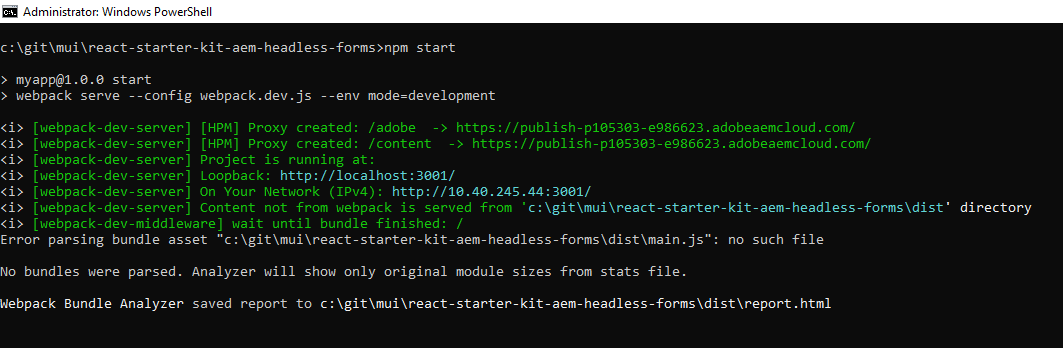 Administrator: Windows PowerShell
c:\git\mui\react-starter-kit-aem-headless-forms>npm start
> myapp@1.0.0 start
> webpack serve --config webpack.dev.js --env mode=development
<i> [webpack-dev-server] [HPM] Proxy created: /adobe  -> https://publish-p105303-e986623.adobeaemcloud.com/
<i> [webpack-dev-server] [HPM] Proxy created: /content  -> https://publish-p105303-e986623.adobeaemcloud.com/
<i> [webpack-dev-server] Project is running at:
<i> [webpack-dev-server] Loopback: http://localhost:3001/
<i> [webpack-dev-server] On Your Network (IPv4): http://10.40.245.44:3001/
<i> [webpack-dev-server] Content not from webpack is served from 'c:\git\mui\react-starter-kit-aem-headless-forms\dist' directory
<i> [webpack-dev-middleware] wait until bundle finished: /
Error parsing bundle asset "c:\git\mui\react-starter-kit-aem-headless-forms\dist\main.js": no such file
No bundles were parsed. Analyzer will show only original module sizes from stats file.
Webpack Bundle Analyzer saved report to c:\git\mui\react-starter-kit-aem-headless-forms\dist\report.html